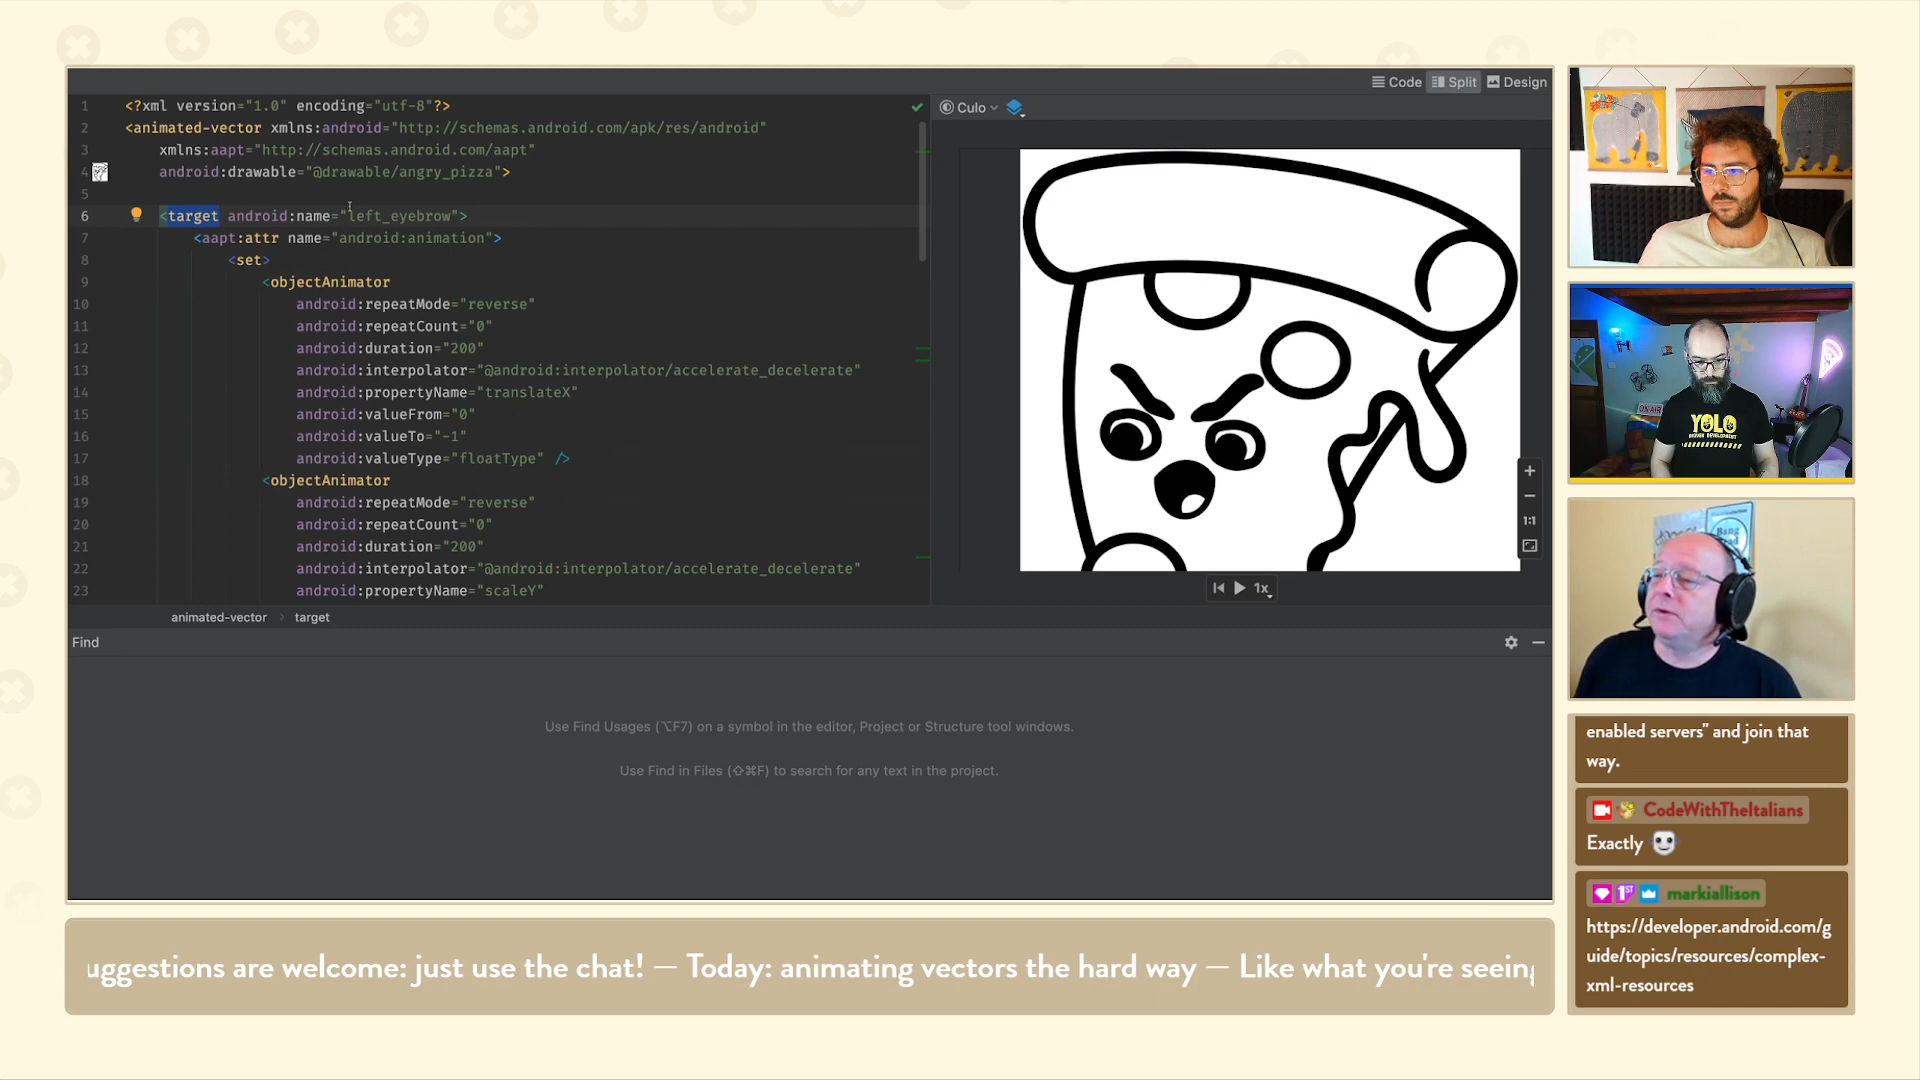 Code Split Design
1 <?xml version="1.0" encoding="utf-8"?>
2 <animated-vector xmlns:android="http://schemas.android.com/apk/res/android"
3 xmlns:aapt="http://schemas.android.com/aapt"
4 android:drawable="@drawable/angry_pizza">
5
6 <target android:name="left_eyebrow">
7 <aapt:attr name="android:animation">
8 <set>
9 <objectAnimator
10 android:repeatMode="reverse"
11 android:repeatCount="0"
12 android:duration="200"
13 android:interpolator="@android:interpolator/accelerate_decelerate"
14 android:propertyName="translateX"
15 android:valueFrom="0"
16 android:valueTo="-1"
17 android:valueType="floatType" />
18 <objectAnimator
19 android:repeatMode="reverse"
20 android:repeatCount="0"
21 android:duration="200"
22 android:interpolator="@android:interpolator/accelerate_decelerate"
23 android:propertyName="scaleY"
animated-vector › target
Culo
1:1
1x
Find
Use Find Usages (⌥F7) on a symbol in the editor, Project or Structure tool windows.
Use Find in Files (⇧⌘F) to search for any text in the project.
ON AIR
YOLO
enabled servers" and join that
way.
CodeWithTheItalians
Exactly
1ST markiallison
https://developer.android.com/g
uide/topics/resources/complex-
xml-resources
uggestions are welcome: just use the chat! — Today: animating vectors the hard way — Like what you're seeing